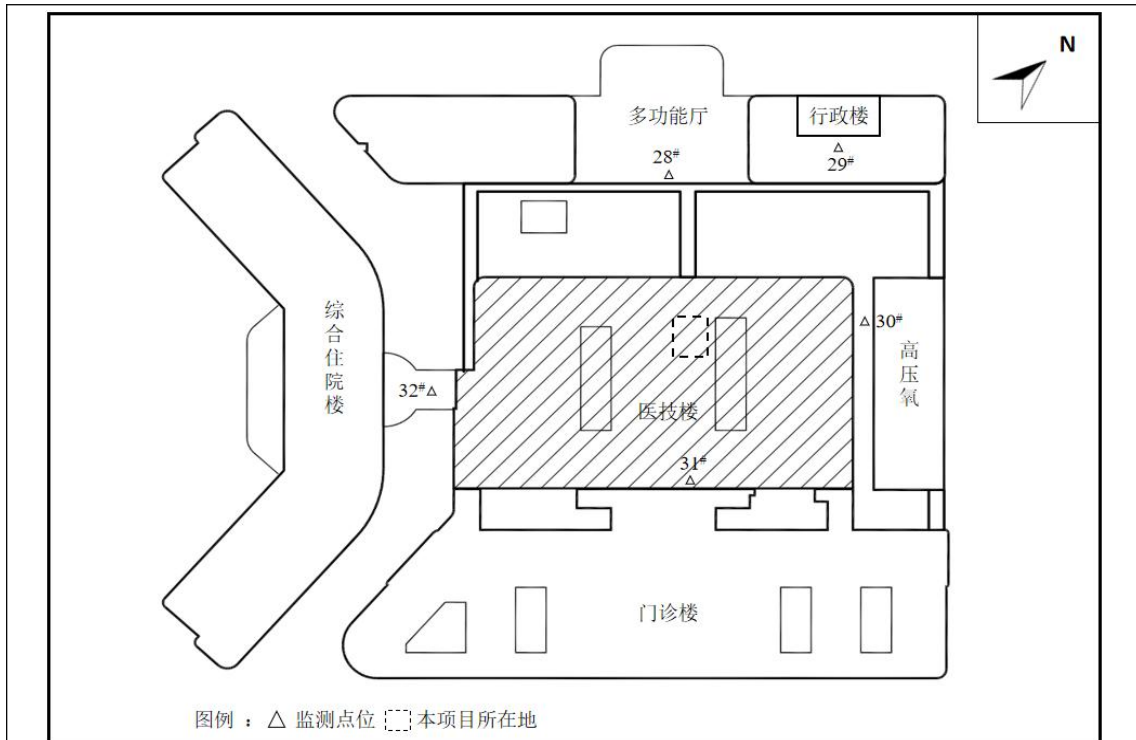 N
多功能厅
行政楼
28#
29#
综合住院楼
30#
高压氧
32#
医技楼
31#
门诊楼
图例 ： △ 监测点位 本项目所在地